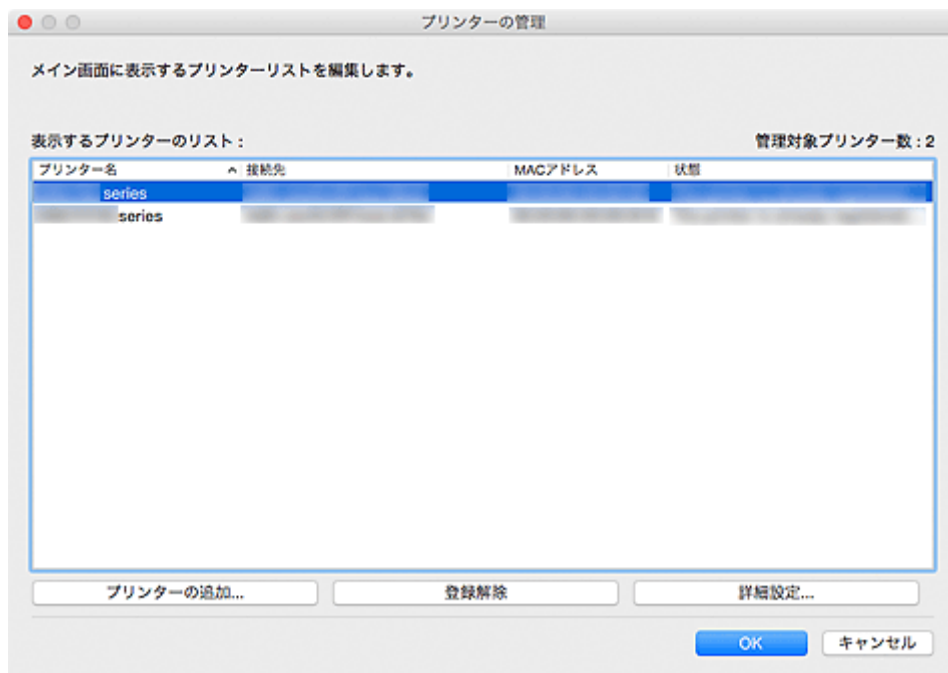 プリンターの管理
メイン画面に表示するプリンターリストを編集します。
表示するプリンターのリスト: 管理対象プリンター数:2
プリンター名 接続先 MACアドレス 状態
series
series
プリンターの追加... 登録解除 詳細設定...
OK キャンセル